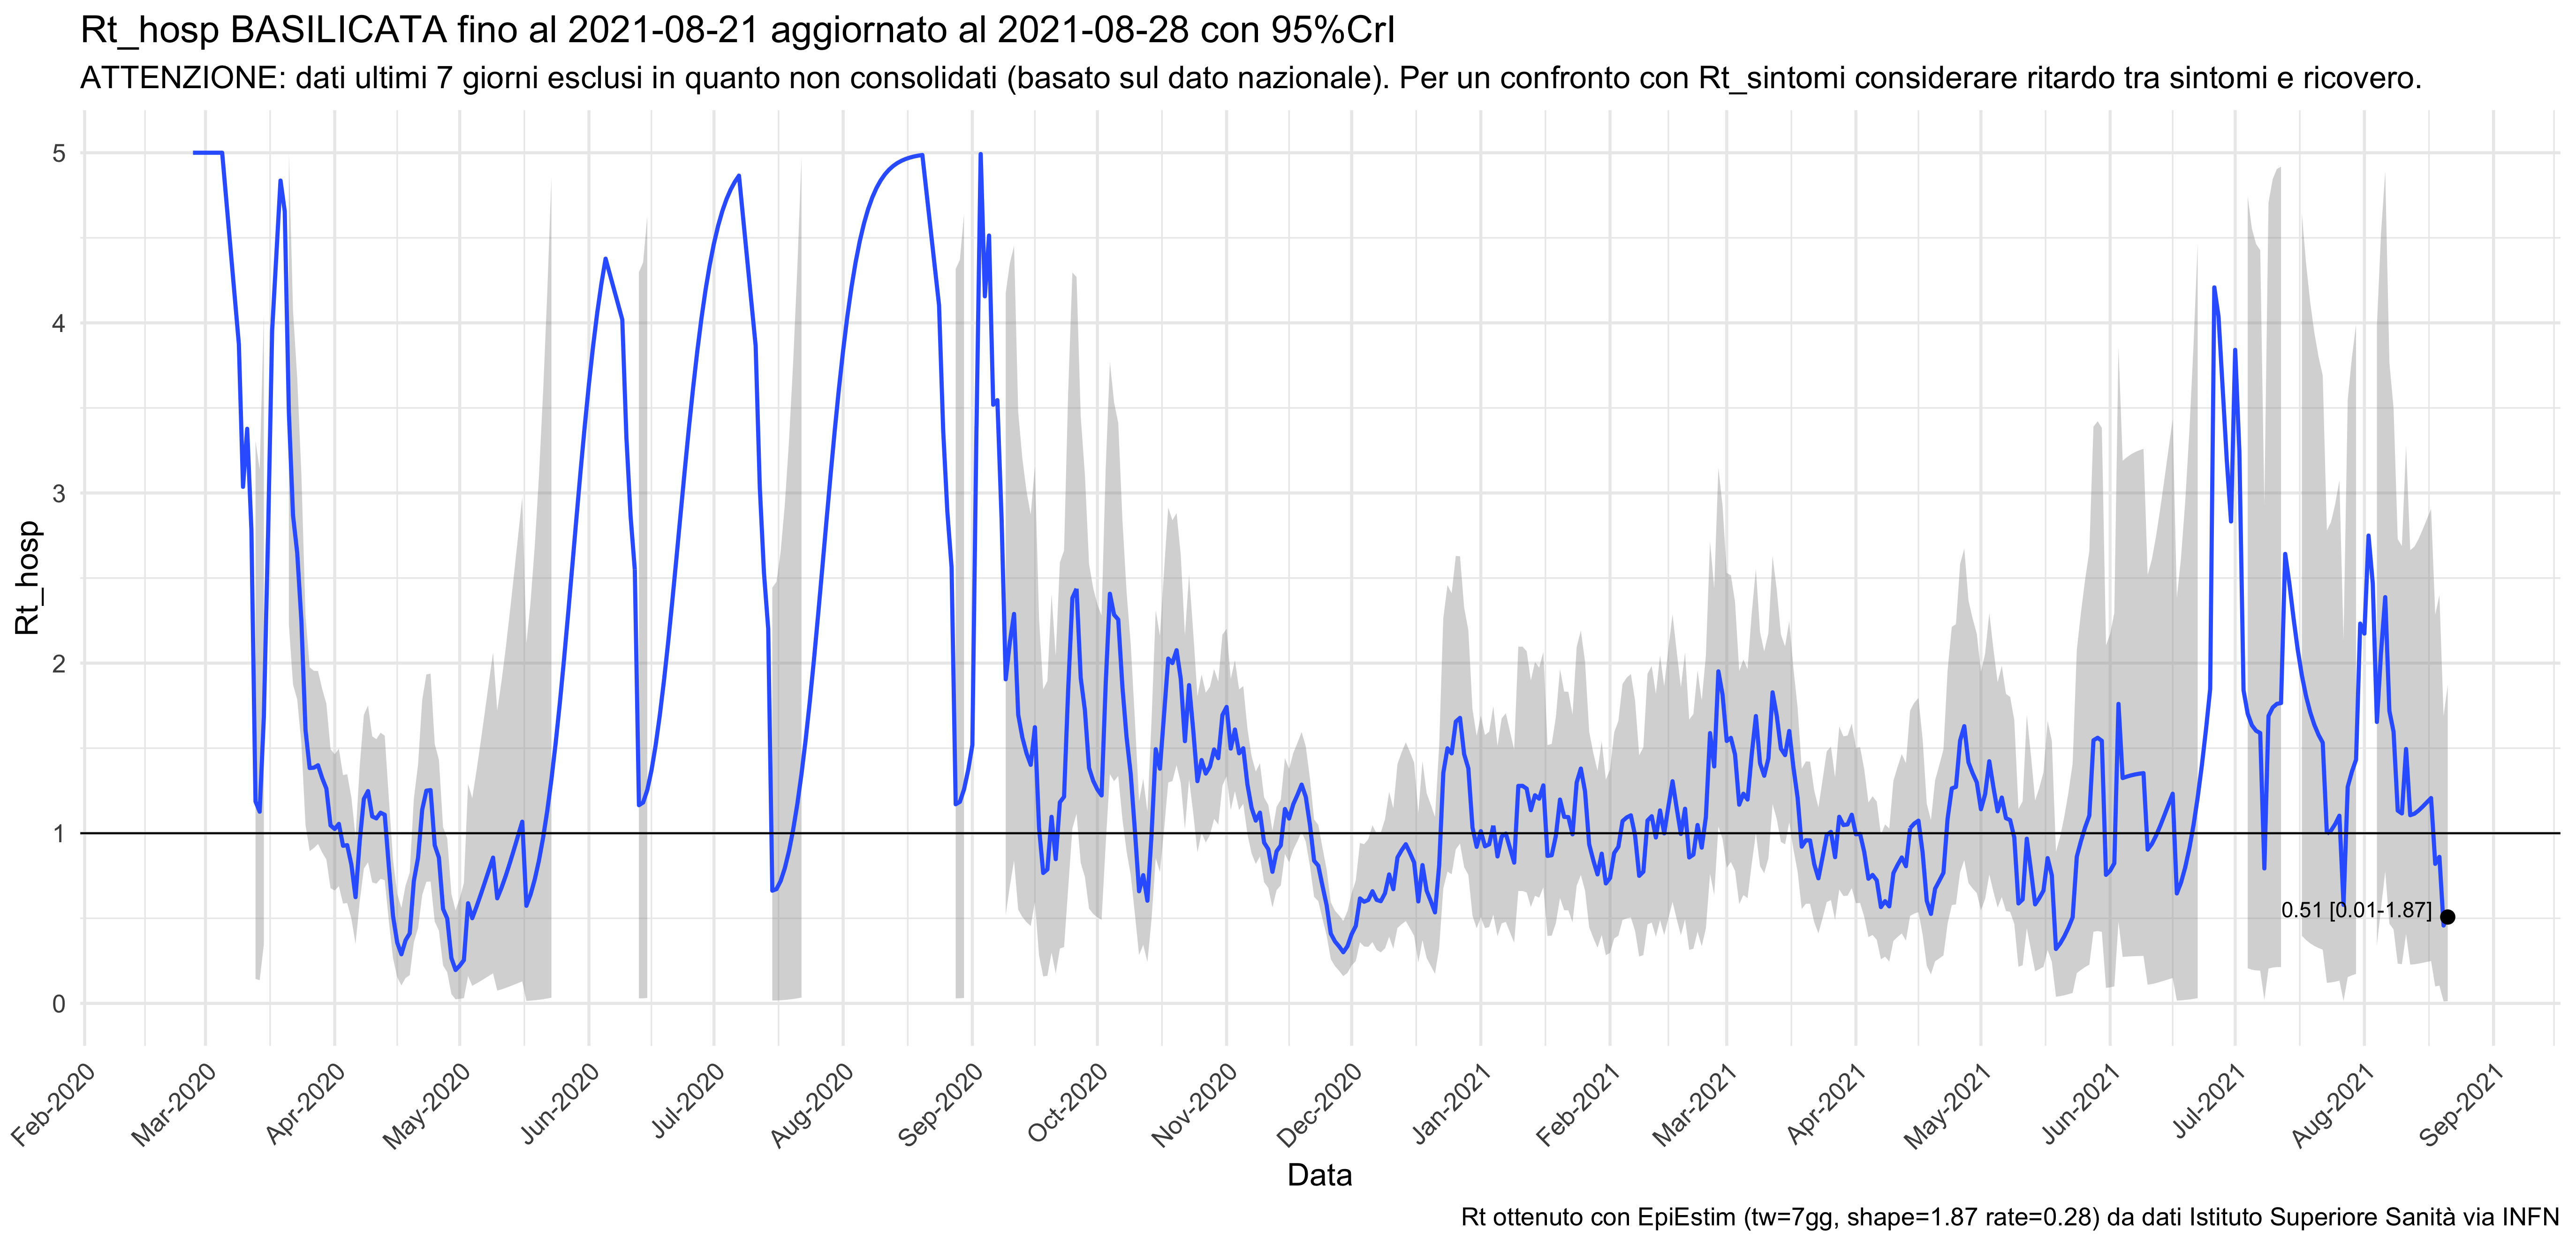 Rt_hosp BASILICATA fino al 2021-08-21 aggiornato al 2021-08-28 con 95%CrI
ATTENZIONE: dati ultimi 7 giorni esclusi in quanto non consolidati (basato sul dato nazionale). Per un confronto con Rt_sintomi considerare ritardo tra sintomi e ricovero.
Rt_hosp
5
4
3
2
1
0
0.51 [0.01-1.87]
Feb-2020
Mar-2020
Apr-2020
May-2020
Jun-2020
Jul-2020
Aug-2020
Sep-2020
Oct-2020
Nov-2020
Dec-2020
Jan-2021
Feb-2021
Mar-2021
Apr-2021
May-2021
Jun-2021
Jul-2021
Aug-2021
Sep-2021
Data
Rt ottenuto con EpiEstim (tw=7gg, shape=1.87 rate=0.28) da dati Istituto Superiore Sanità via INFN